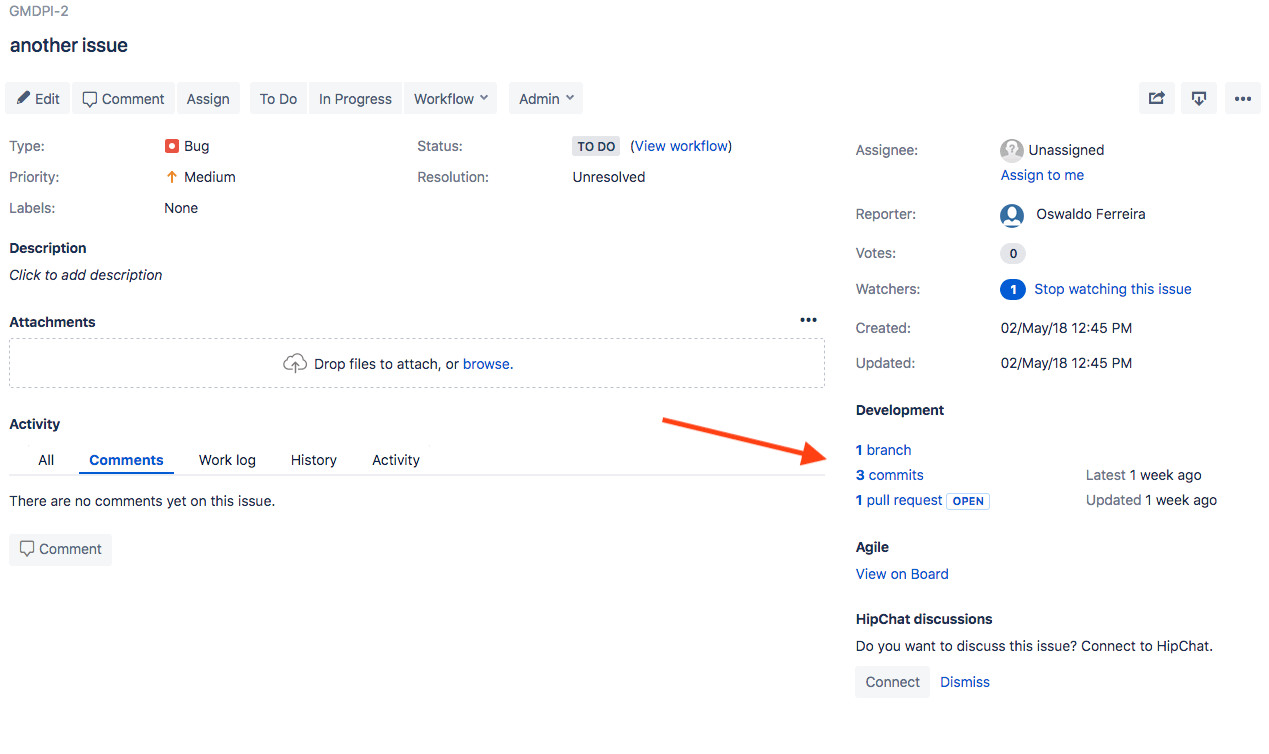 GMDPI-2
another issue
Edit Comment Assign To Do In Progress Workflow Admin
Type: Bug
Priority: Medium
Labels: None
Status: TO DO (View workflow)
Resolution: Unresolved
Description
Click to add description
Attachments
Drop files to attach, or browse.
Activity
All Comments Work log History Activity
There are no comments yet on this issue.
Comment
Assignee: Unassigned
Assign to me
Reporter: Oswaldo Ferreira
Votes: 0
Watchers: 1 Stop watching this issue
Created: 02/May/18 12:45 PM
Updated: 02/May/18 12:45 PM
Development
1 branch
3 commits Latest 1 week ago
1 pull request OPEN Updated 1 week ago
Agile
View on Board
HipChat discussions
Do you want to discuss this issue? Connect to HipChat.
Connect Dismiss